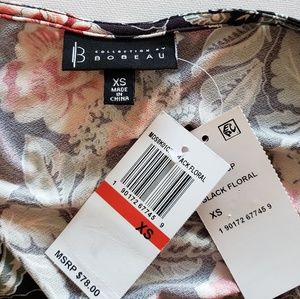 B
COLLECTION BY
BOBEAU
XS
MADE
IN
CHINA
BLACK FLORAL
1 90172 67745 9
XS
MSRP $78.00
BLACK FLORAL
XS
1 90172 67745 9